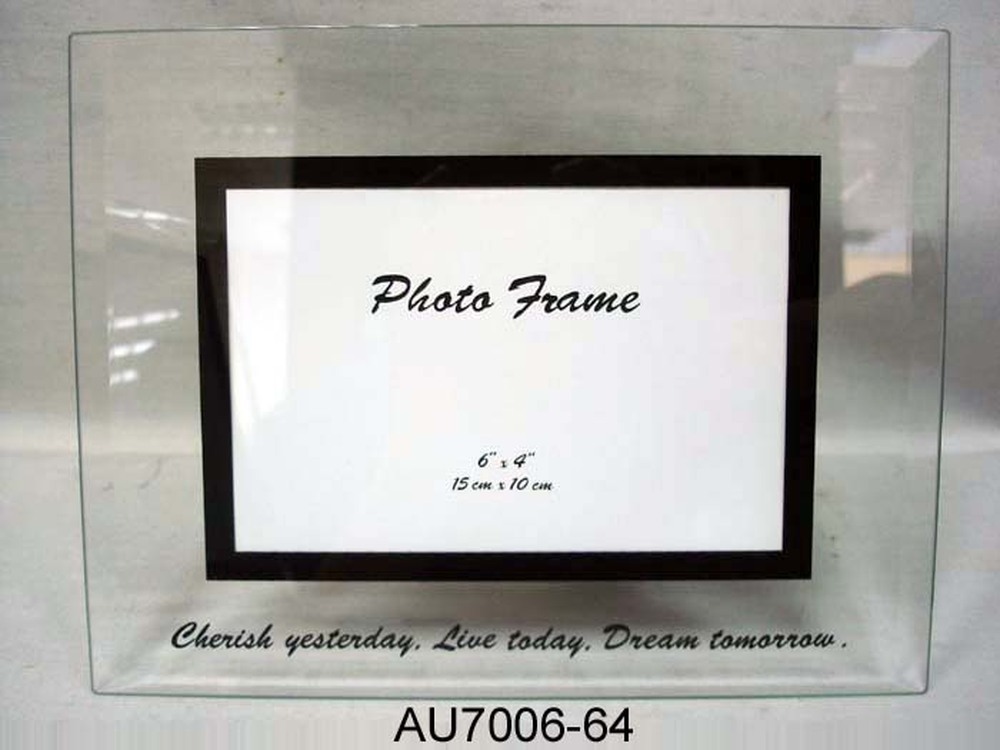 Photo Frame
6" x 4"
15 cm x 10 cm
Cherish yesterday. Live today. Dream tomorrow.
AU7006-64